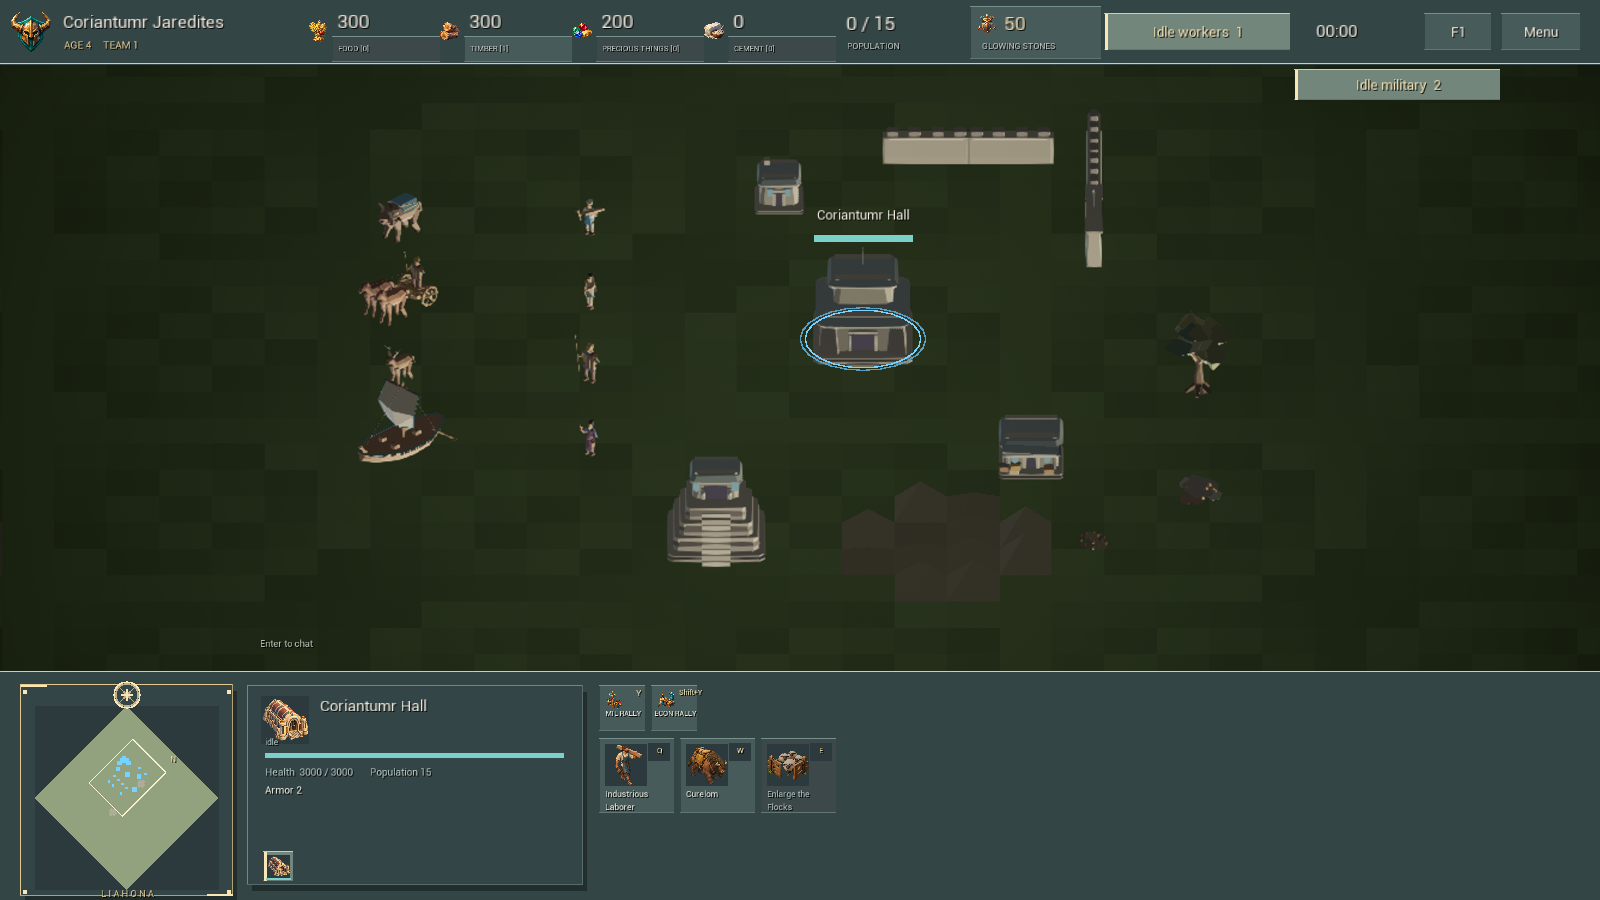 Coriantumr Jaredites
AGE 4 TEAM 1
300
FOOD [0]
300
TIMBER [1]
200
PRECIOUS THINGS [0]
0
CEMENT [0]
0 / 15
POPULATION
50
GLOWING STONES
Idle workers 1
00:00
F1
Menu
Idle military 2
Coriantumr Hall
Enter to chat
N
LIAHONA
idle
Coriantumr Hall
Health 3000 / 3000 Population 15
Armor 2
Y
MIL RALLY
Shift+Y
ECON RALLY
Q
Industrious
Laborer
W
Curelom
E
Enlarge the
Flocks